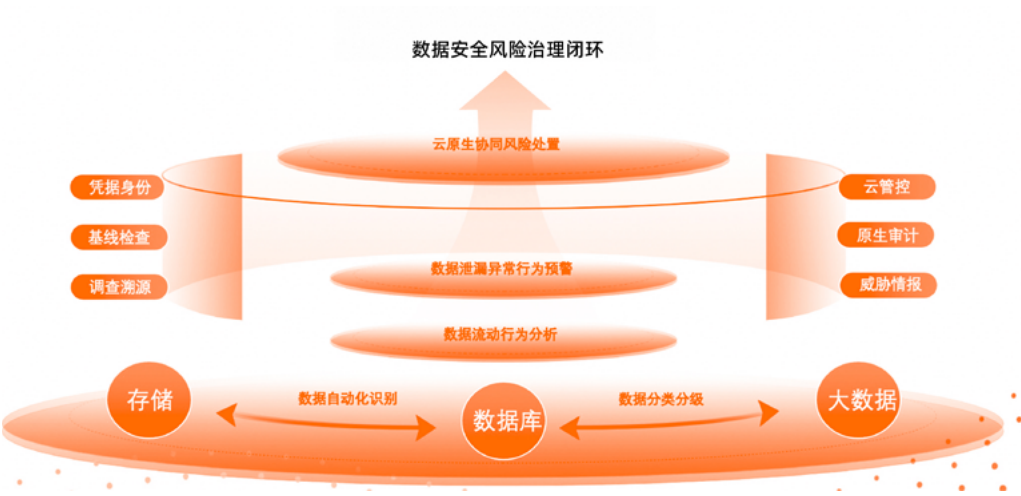 数据安全风险治理闭环
云原生协同风险处置
凭据身份
云管控
基线检查
原生审计
数据泄漏异常行为预警
调查溯源
威胁情报
数据流动行为分析
存储
数据自动化识别
数据库
数据分类分级
大数据